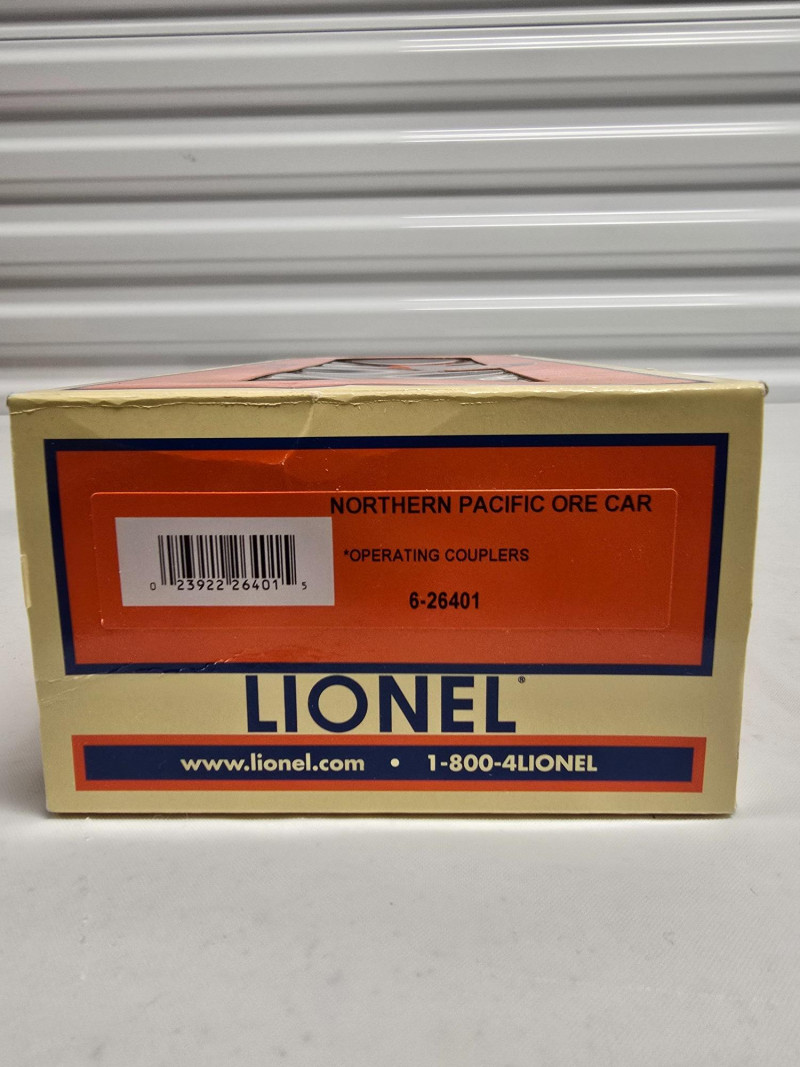 NORTHERN PACIFIC ORE CAR
*OPERATING COUPLERS
0 23922 26401 5
6-26401
LIONEL®
www.lionel.com • 1-800-4LIONEL